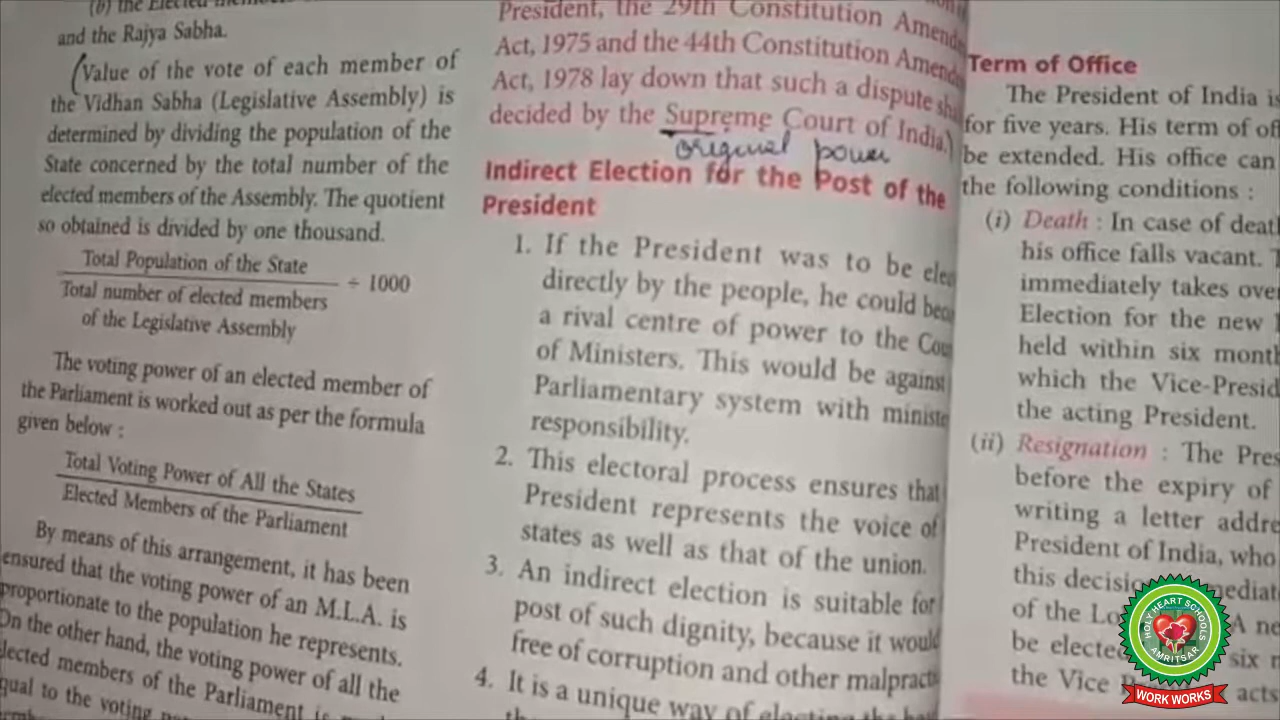 (b) the Elected
and the Rajya Sabha.
(Value of the vote of each member of
the Vidhan Sabha (Legislative Assembly) is
determined by dividing the population of the
State concerned by the total number of the
elected members of the Assembly. The quotient
so obtained is divided by one thousand.
Total Population of the State
÷ 1000
Total number of elected members
of the Legislative Assembly
The voting power of an elected member of
the Parliament is worked out as per the formula
given below :
Total Voting Power of All the States
Elected Members of the Parliament
By means of this arrangement, it has been
ensured that the voting power of an M.L.A. is
proportionate to the population he represents.
On the other hand, the voting power of all the
elected members of the Parliament is
equal to the voting
President, the 29th Constitution
Act, 1975 and the 44th Constitution
Act, 1978 lay down that such a dispute
decided by the Supreme Court of India.)
original power
Indirect Election for the Post of the
President
1. If the President was to be
directly by the people, he could
a rival centre of power to the
of Ministers. This would be against
Parliamentary system with
responsibility.
2. This electoral process ensures that
President represents the voice of
states as well as that of the union.
3. An indirect election is suitable for
post of such dignity, because it would
free of corruption and other
4. It is a unique way of electing the
Term of Office
The President of India is
for five years. His term of
be extended. His office can
the following conditions :
(i) Death : In case of
his office falls vacant.
immediately takes
Election for the new
held within six
which the
the acting President.
(ii) Resignation : The
before the expiry of
writing a letter
President of India, who
this
of the
A
be
six
the Vice
acts
HOLY HEART SCHOOLS
AMRITSAR
WORK WORKS